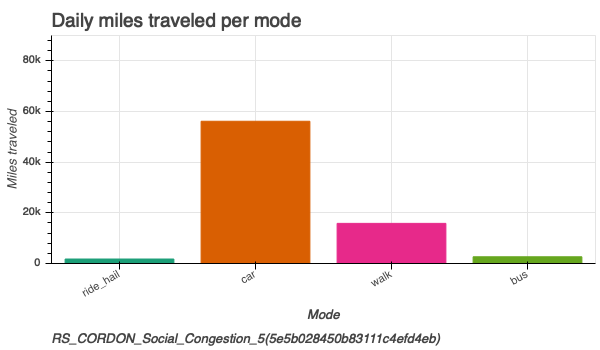 Daily miles traveled per mode
Miles traveled
80k
60k
40k
20k
0
ride_hail
car
walk
bus
Mode
RS_CORDON_Social_Congestion_5(5e5b028450b83111c4efd4eb)